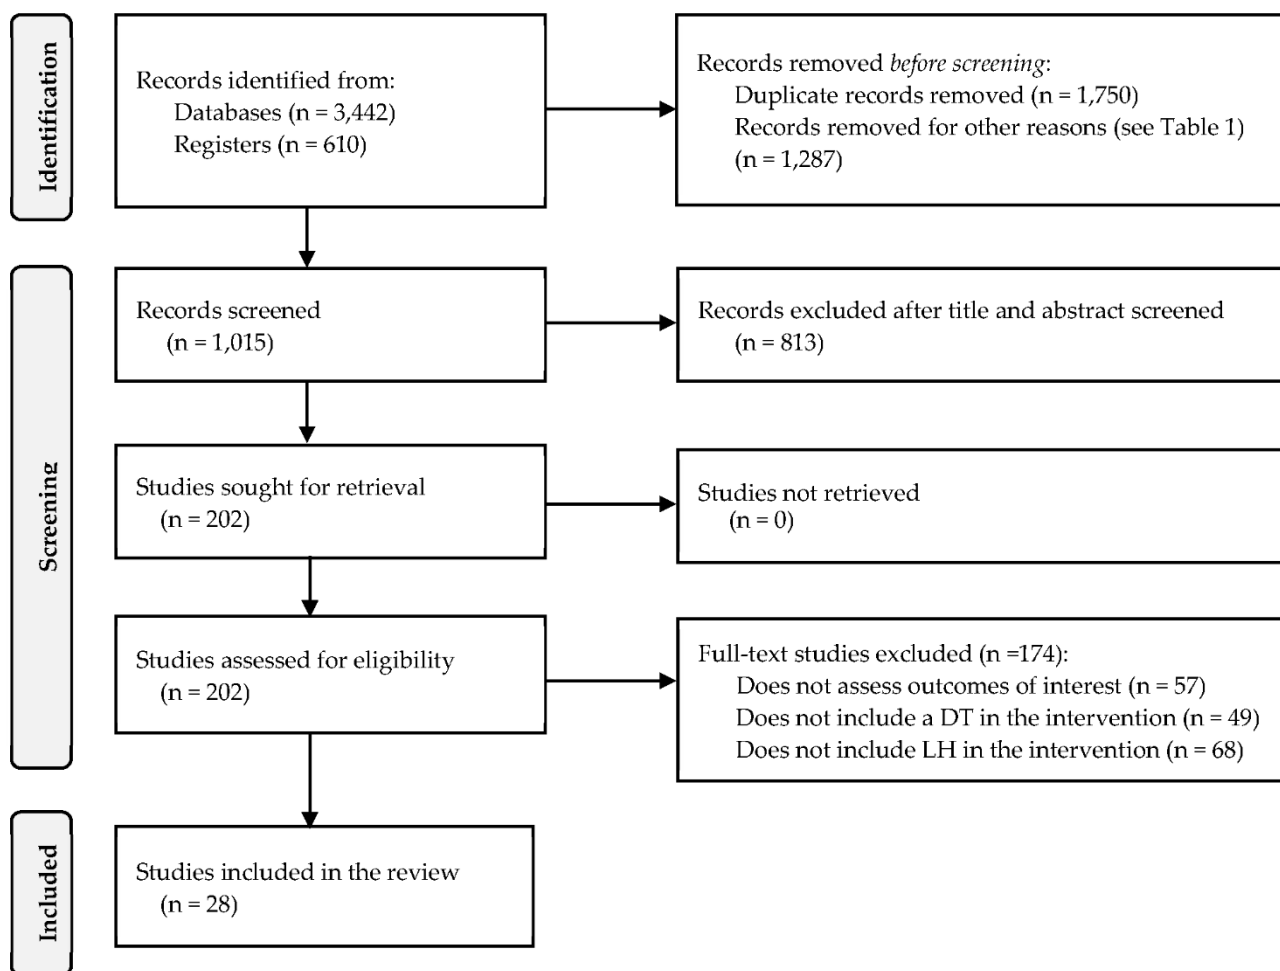 Identification
Records identified from:
Databases (n = 3,442)
Registers (n = 610)
Records removed before screening:
Duplicate records removed (n = 1,750)
Records removed for other reasons (see Table 1)
(n = 1,287)
Screening
Records screened
(n = 1,015)
Records excluded after title and abstract screened
(n = 813)
Studies sought for retrieval
(n = 202)
Studies not retrieved
(n = 0)
Studies assessed for eligibility
(n = 202)
Full-text studies excluded (n =174):
Does not assess outcomes of interest (n = 57)
Does not include a DT in the intervention (n = 49)
Does not include LH in the intervention (n = 68)
Included
Studies included in the review
(n = 28)